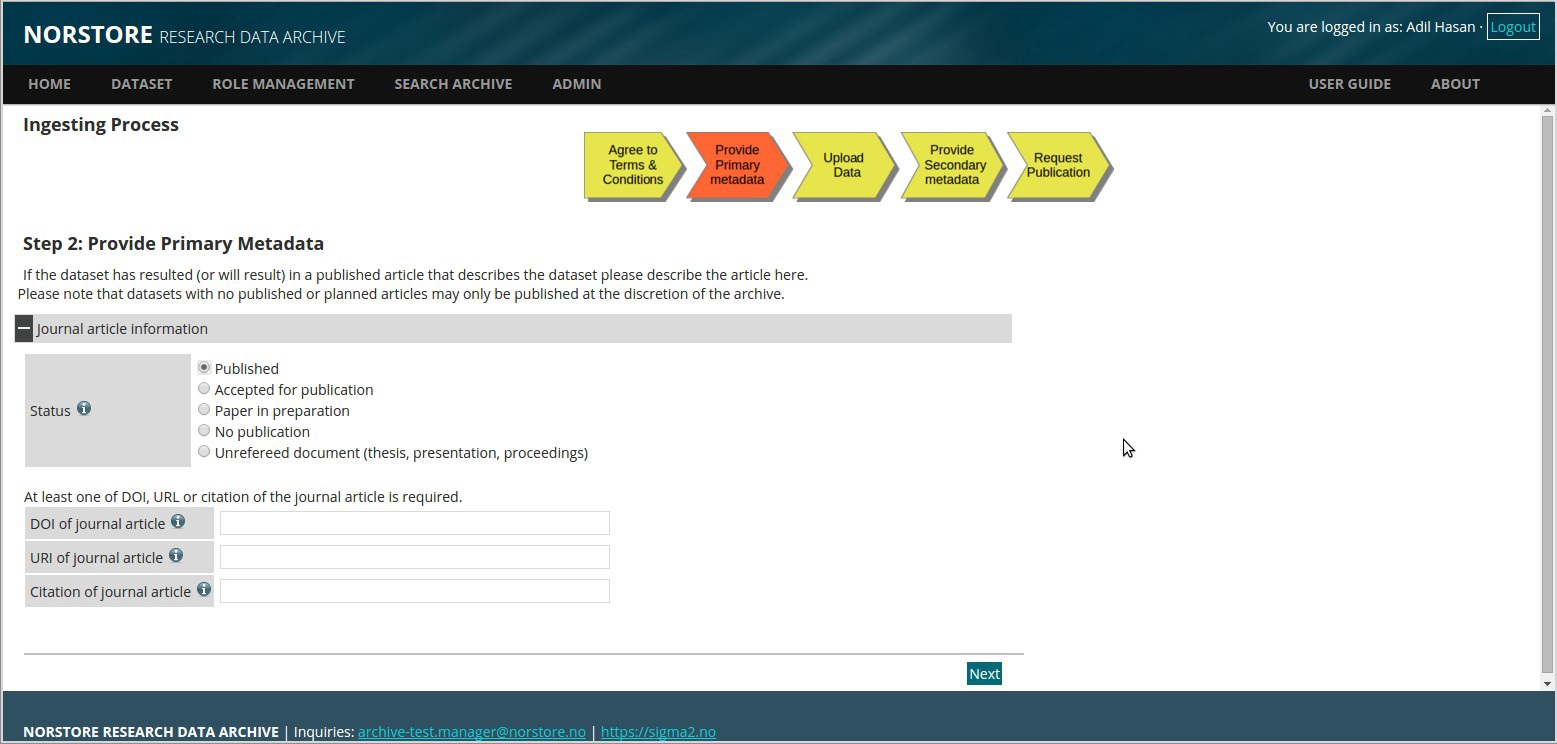 NORSTORE RESEARCH DATA ARCHIVE
You are logged in as: Adil Hasan · Logout
HOME DATASET ROLE MANAGEMENT SEARCH ARCHIVE ADMIN USER GUIDE ABOUT
Ingesting Process
Agree to
Terms &
Conditions
Provide
Primary
metadata
Upload
Data
Provide
Secondary
metadata
Request
Publication
Step 2: Provide Primary Metadata
If the dataset has resulted (or will result) in a published article that describes the dataset please describe the article here.
Please note that datasets with no published or planned articles may only be published at the discretion of the archive.
Journal article information
Status
Published
Accepted for publication
Paper in preparation
No publication
Unrefereed document (thesis, presentation, proceedings)
At least one of DOI, URL or citation of the journal article is required.
DOI of journal article
URI of journal article
Citation of journal article
Next
NORSTORE RESEARCH DATA ARCHIVE | Inquiries: archive-test.manager@norstore.no | https://sigma2.no